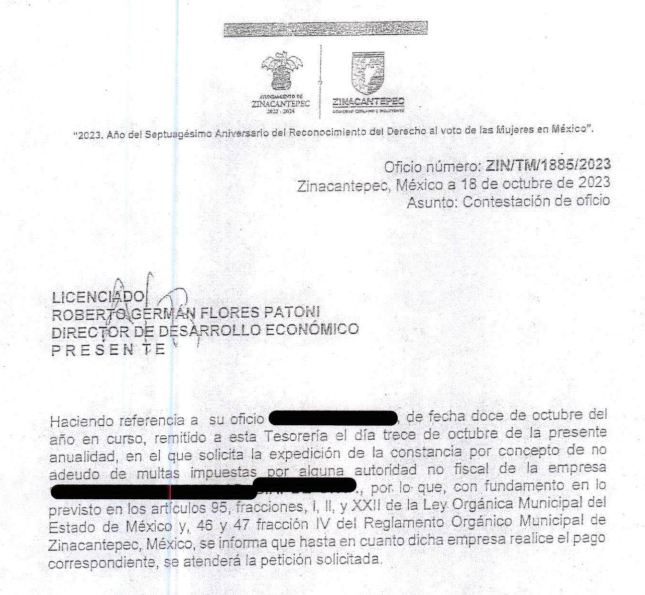 AYUNTAMIENTO DE
ZINACANTEPEC
2022 - 2024
ZINACANTEPEC
"2023. Año del Septuagésimo Aniversario del Reconocimiento del Derecho al voto de las Mujeres en México".
Oficio número: ZIN/TM/1885/2023
Zinacantepec, México a 18 de octubre de 2023
Asunto: Contestación de oficio
LICENCIADO
ROBERTO GERMÁN FLORES PATONI
DIRECTOR DE DESARROLLO ECONÓMICO
P R E S E N T E
Haciendo referencia a su oficio , de fecha doce de octubre del
año en curso, remitido a esta Tesorería el día trece de octubre de la presente
anualidad, en el que solicita la expedición de la constancia por concepto de no
adeudo de multas impuestas por alguna autoridad no fiscal de la empresa
., por lo que, con fundamento en lo
previsto en los artículos 95, fracciones, I, II, y XXII de la Ley Orgánica Municipal del
Estado de México y, 46 y 47 fracción IV del Reglamento Orgánico Municipal de
Zinacantepec, México, se informa que hasta en cuanto dicha empresa realice el pago
correspondiente, se atenderá la petición solicitada.